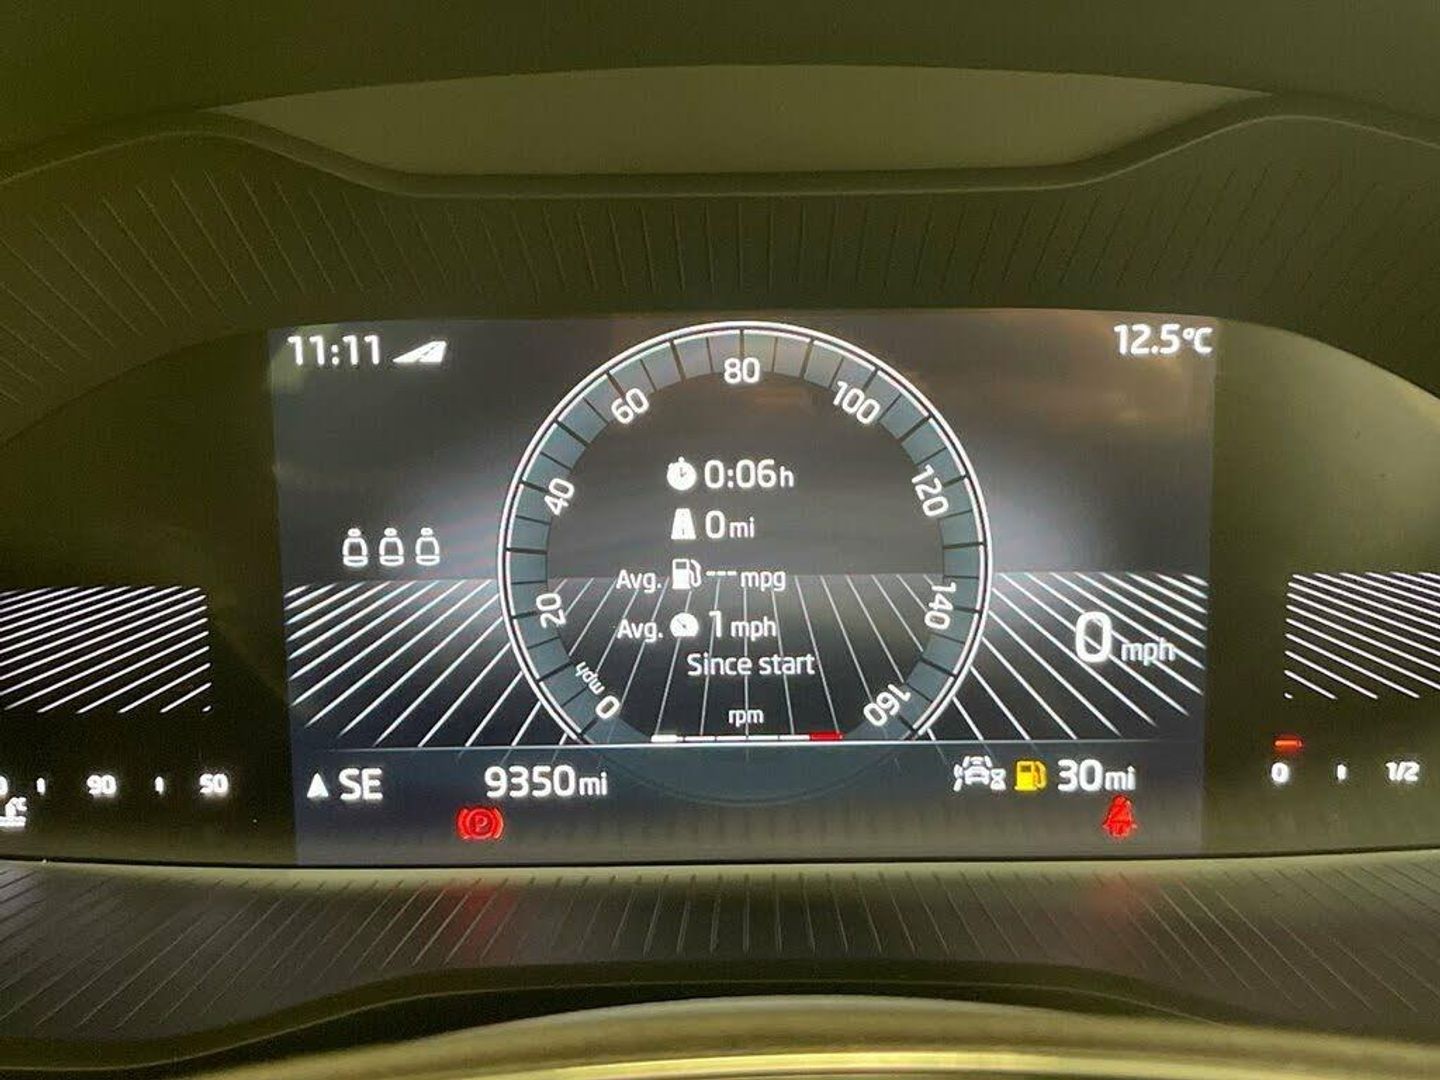 11:11
12.5°C
80
60
100
40
120
20
140
0 mph
160
0:06h
0mi
Avg. --- mpg
Avg. 1 mph
Since start
rpm
0 mph
90
50
SE
9350mi
30mi
P
0
1/2